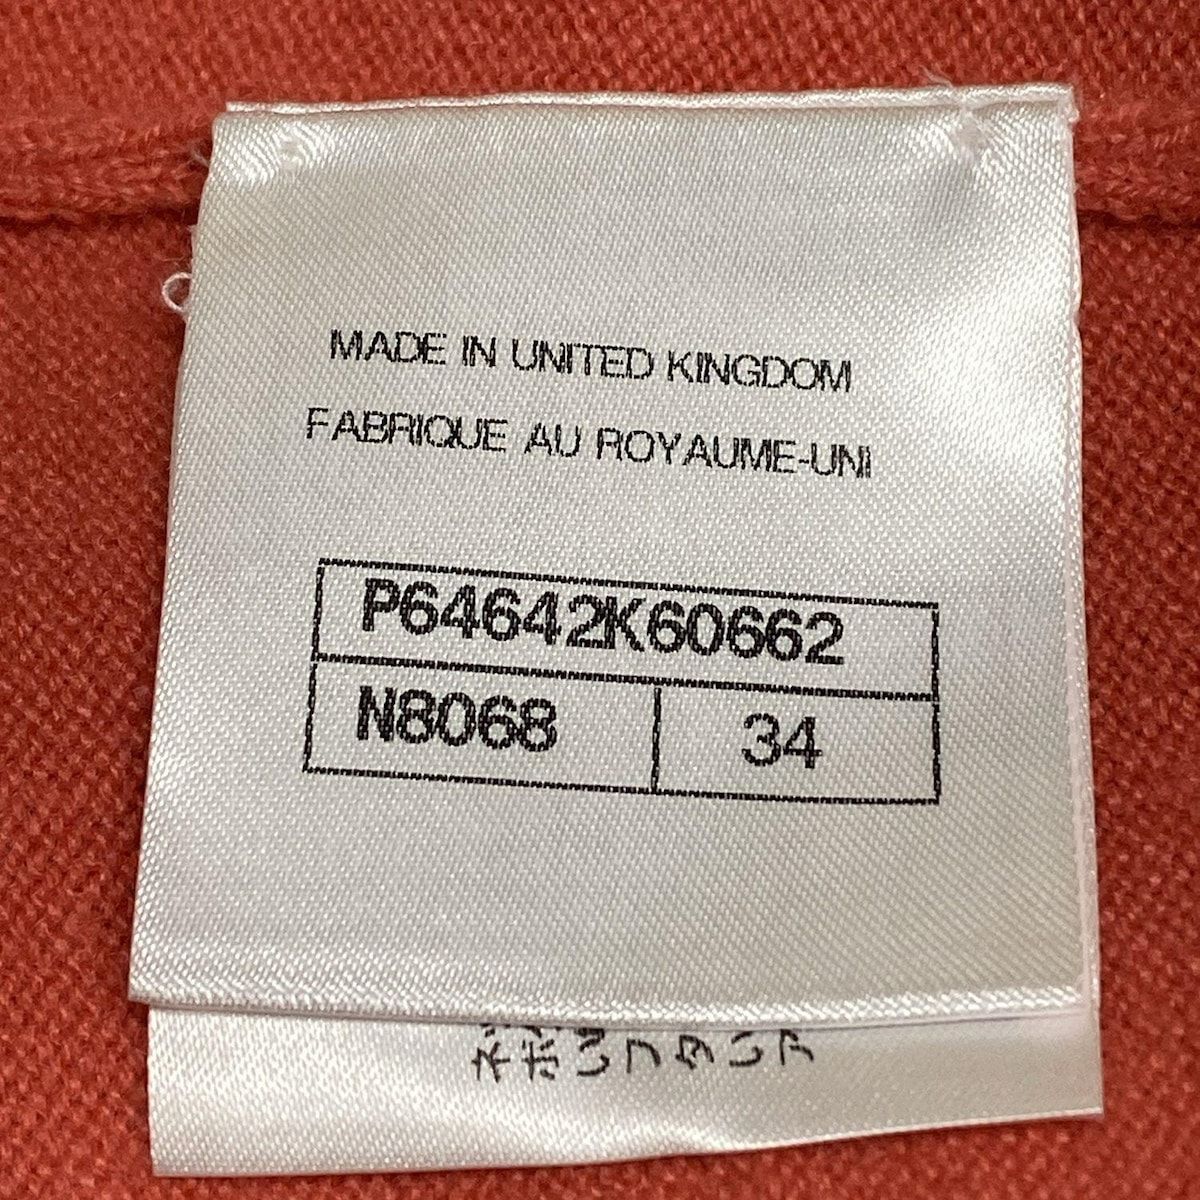 MADE IN UNITED KINGDOM
FABRIQUE AU ROYAUME-UNI
P64642K60662
N8068 34